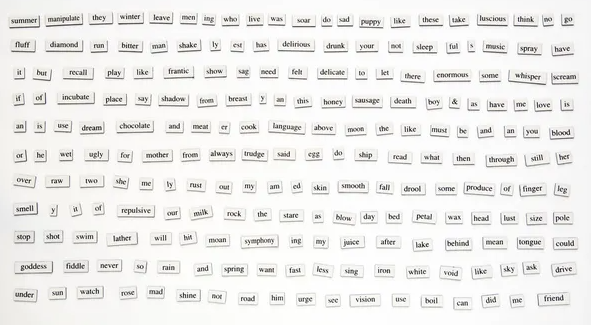 summer manipulate they winter leave men ing who live was soar do sad puppy like these take luscious think no go
fluff diamond run bitter man shake ly est has delirious drunk your not sleep ful s music spray have
it but recall play like frantic show sag need felt delicate to let there enormous some whisper scream
if of incubate place say shadow from breast y an this honey sausage death boy & as have me love is
an is use dream chocolate and meat er cook language above moon the like must be and an you blood
or he wet ugly for mother from always trudge said egg do ship read what then through still her
over raw two she me ly rust out my am ed skin smooth fall drool some produce of finger leg
smell y it of repulsive our milk rock the stare as blow day bed petal wax head lust size pole
stop shot swim lather will hit moan symphony ing my juice after lake behind mean tongue could
goddess fiddle never so rain and spring want fast less sing iron white void like sky ask drive
under sun watch rose mad shine not road him urge see vision use boil can did me friend